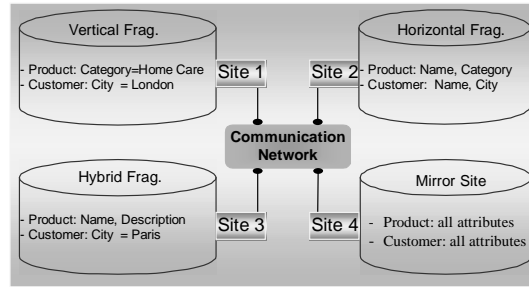 Vertical Frag.
- Product: Category=Home Care
- Customer: City = London
Site 1
Horizontal Frag.
Site 2
- Product: Name, Category
- Customer: Name, City
Communication
Network
Hybrid Frag.
- Product: Name, Description
- Customer: City = Paris
Site 3
Mirror Site
Site 4
- Product: all attributes
- Customer: all attributes